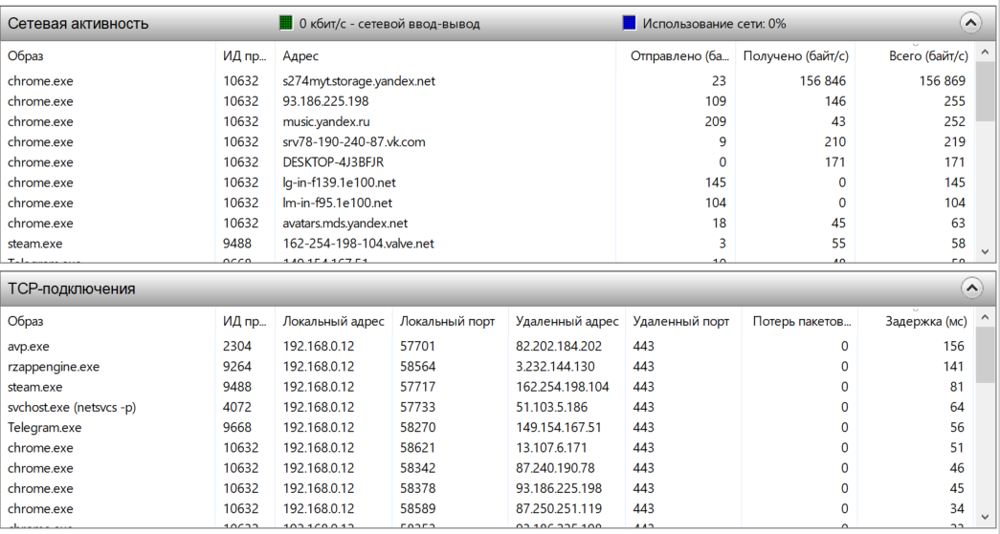 Сетевая активность 0 кбит/с - сетевой ввод-вывод Использование сети: 0%
Образ ИД пр... Адрес Отправлено (ба... Получено (байт/с) Всего (байт/с)
chrome.exe 10632 s274myt.storage.yandex.net 23 156 846 156 869
chrome.exe 10632 93.186.225.198 109 146 255
chrome.exe 10632 music.yandex.ru 209 43 252
chrome.exe 10632 srv78-190-240-87.vk.com 9 210 219
chrome.exe 10632 DESKTOP-4J3BFJR 0 171 171
chrome.exe 10632 lg-in-f139.1e100.net 145 0 145
chrome.exe 10632 lm-in-f95.1e100.net 104 0 104
chrome.exe 10632 avatars.mds.yandex.net 18 45 63
steam.exe 9488 162-254-198-104.valve.net 3 55 58
Telegram.exe 9668 149.154.167.51 10 48 58
TCP-подключения
Образ ИД пр... Локальный адрес Локальный порт Удаленный адрес Удаленный порт Потерь пакетов... Задержка (мс)
avp.exe 2304 192.168.0.12 57701 82.202.184.202 443 0 156
rzappengine.exe 9264 192.168.0.12 58564 3.232.144.130 443 0 141
steam.exe 9488 192.168.0.12 57717 162.254.198.104 443 0 81
svchost.exe (netsvcs -p) 4072 192.168.0.12 57733 51.103.5.186 443 0 64
Telegram.exe 9668 192.168.0.12 58270 149.154.167.51 443 0 56
chrome.exe 10632 192.168.0.12 58621 13.107.6.171 443 0 51
chrome.exe 10632 192.168.0.12 58342 87.240.190.78 443 0 46
chrome.exe 10632 192.168.0.12 58378 93.186.225.198 443 0 45
chrome.exe 10632 192.168.0.12 58589 87.250.251.119 443 0 34
chrome.exe 10632 192.168.0.12 93.186.225.198 443 0